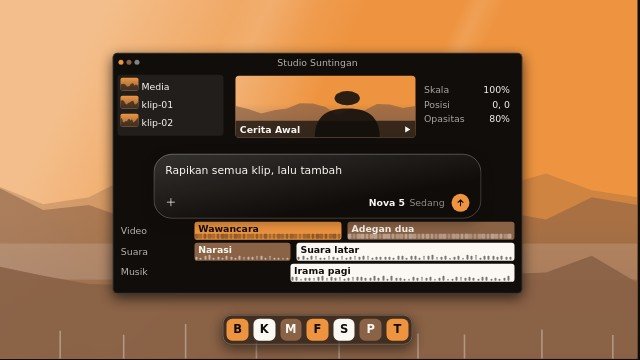 Studio Suntingan
Media
klip-01
klip-02
Cerita Awal
Skala 100%
Posisi 0, 0
Opasitas 80%
Rapikan semua klip, lalu tambah
+ Nova 5 Sedang
Video Wawancara Adegan dua
Suara Narasi Suara latar
Musik Irama pagi
B K M F S P T